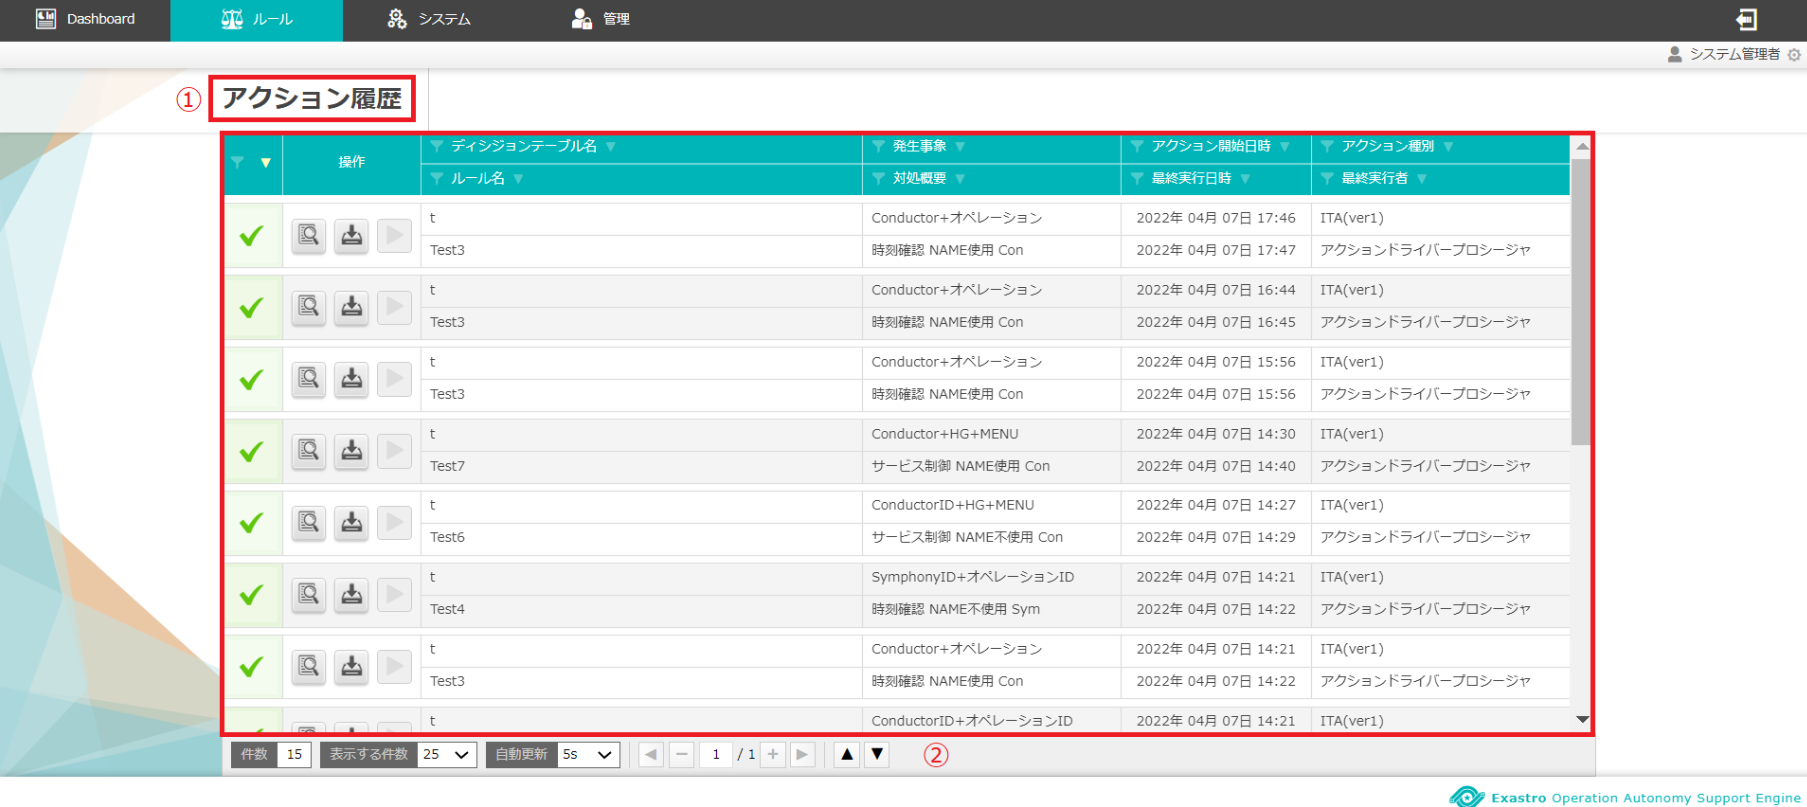 Dashboard
ルール
システム
管理
システム管理者
① アクション履歴
操作
ディシジョンテーブル名 ▼
発生事象 ▼
アクション開始日時 ▼
アクション種別 ▼
ルール名 ▼
対処概要 ▼
最終実行日時 ▼
最終実行者 ▼
t
Conductor+オペレーション
2022年 04月 07日 17:46
ITA(ver1)
Test3
時刻確認 NAME使用 Con
2022年 04月 07日 17:47
アクションドライバープロシージャ
t
Conductor+オペレーション
2022年 04月 07日 16:44
ITA(ver1)
Test3
時刻確認 NAME使用 Con
2022年 04月 07日 16:45
アクションドライバープロシージャ
t
Conductor+オペレーション
2022年 04月 07日 15:56
ITA(ver1)
Test3
時刻確認 NAME使用 Con
2022年 04月 07日 15:56
アクションドライバープロシージャ
t
Conductor+HG+MENU
2022年 04月 07日 14:30
ITA(ver1)
Test7
サービス制御 NAME使用 Con
2022年 04月 07日 14:40
アクションドライバープロシージャ
t
ConductorID+HG+MENU
2022年 04月 07日 14:27
ITA(ver1)
Test6
サービス制御 NAME不使用 Con
2022年 04月 07日 14:29
アクションドライバープロシージャ
t
SymphonyID+オペレーションID
2022年 04月 07日 14:21
ITA(ver1)
Test4
時刻確認 NAME不使用 Sym
2022年 04月 07日 14:22
アクションドライバープロシージャ
t
Conductor+オペレーション
2022年 04月 07日 14:21
ITA(ver1)
Test3
時刻確認 NAME使用 Con
2022年 04月 07日 14:22
アクションドライバープロシージャ
t
ConductorID+オペレーションID
2022年 04月 07日 14:21
ITA(ver1)
件数 15 表示する件数 25 自動更新 5s 1 / 1 ▲ ▼ ②
Exastro Operation Autonomy Support Engine